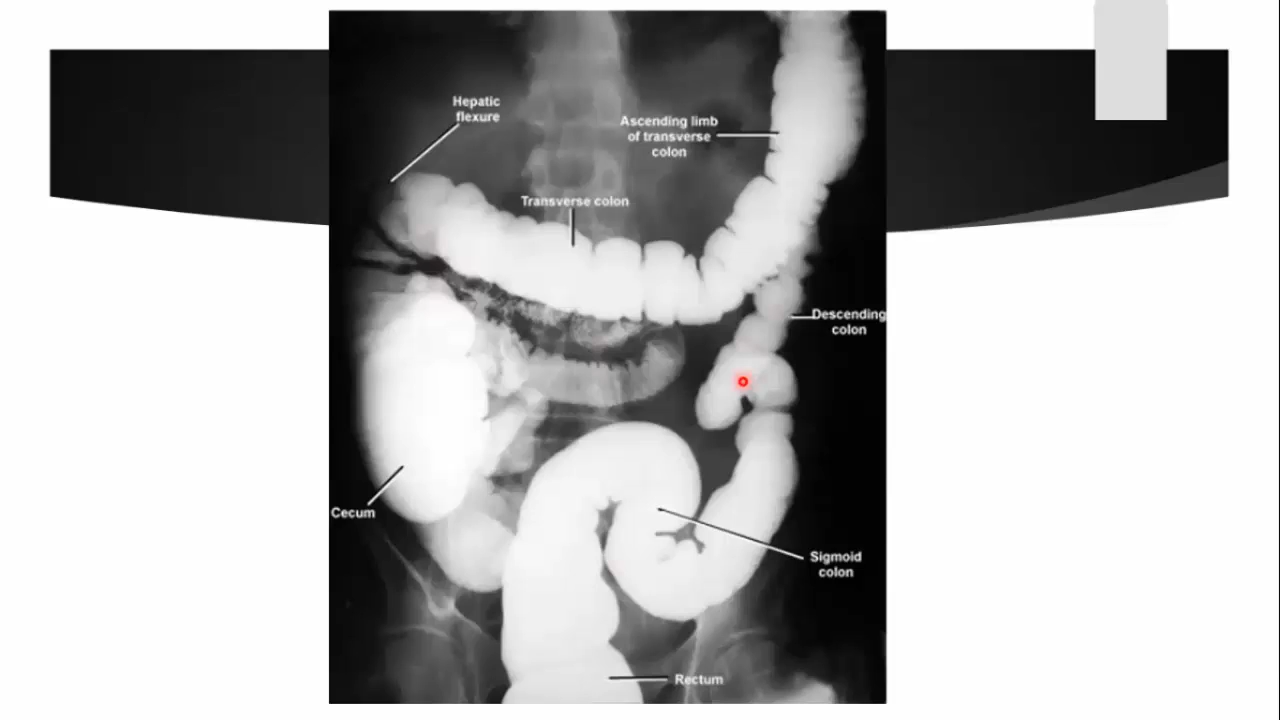 Hepatic
flexure
Ascending limb
of transverse
colon
Transverse colon
Descending
colon
Cecum
Sigmoid
colon
Rectum